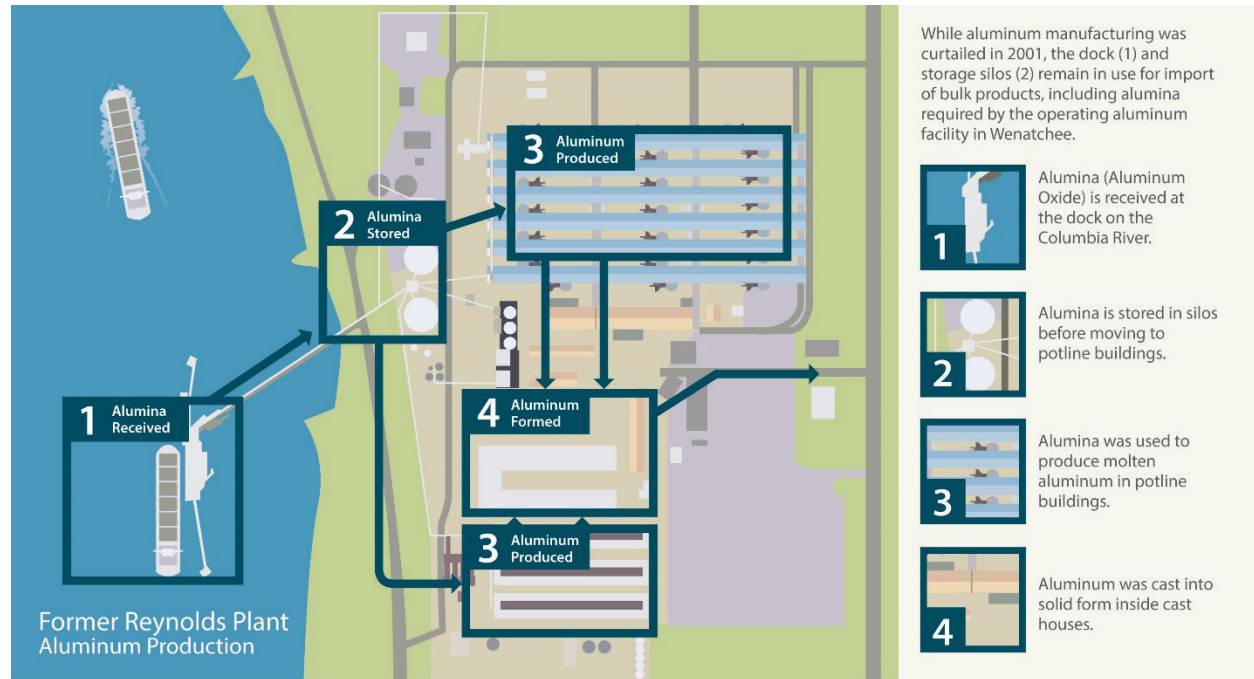 While aluminum manufacturing was
curtailed in 2001, the dock (1) and
storage silos (2) remain in use for import
of bulk products, including alumina
required by the operating aluminum
facility in Wenatchee.
3 Aluminum
Produced
2 Alumina
Stored
1 Alumina
Received
4 Aluminum
Formed
3 Aluminum
Produced
Former Reynolds Plant
Aluminum Production
1
Alumina (Aluminum
Oxide) is received at
the dock on the
Columbia River.
2
Alumina is stored in silos
before moving to
potline buildings.
3
Alumina was used to
produce molten
aluminum in potline
buildings.
4
Aluminum was cast into
solid form inside cast
houses.